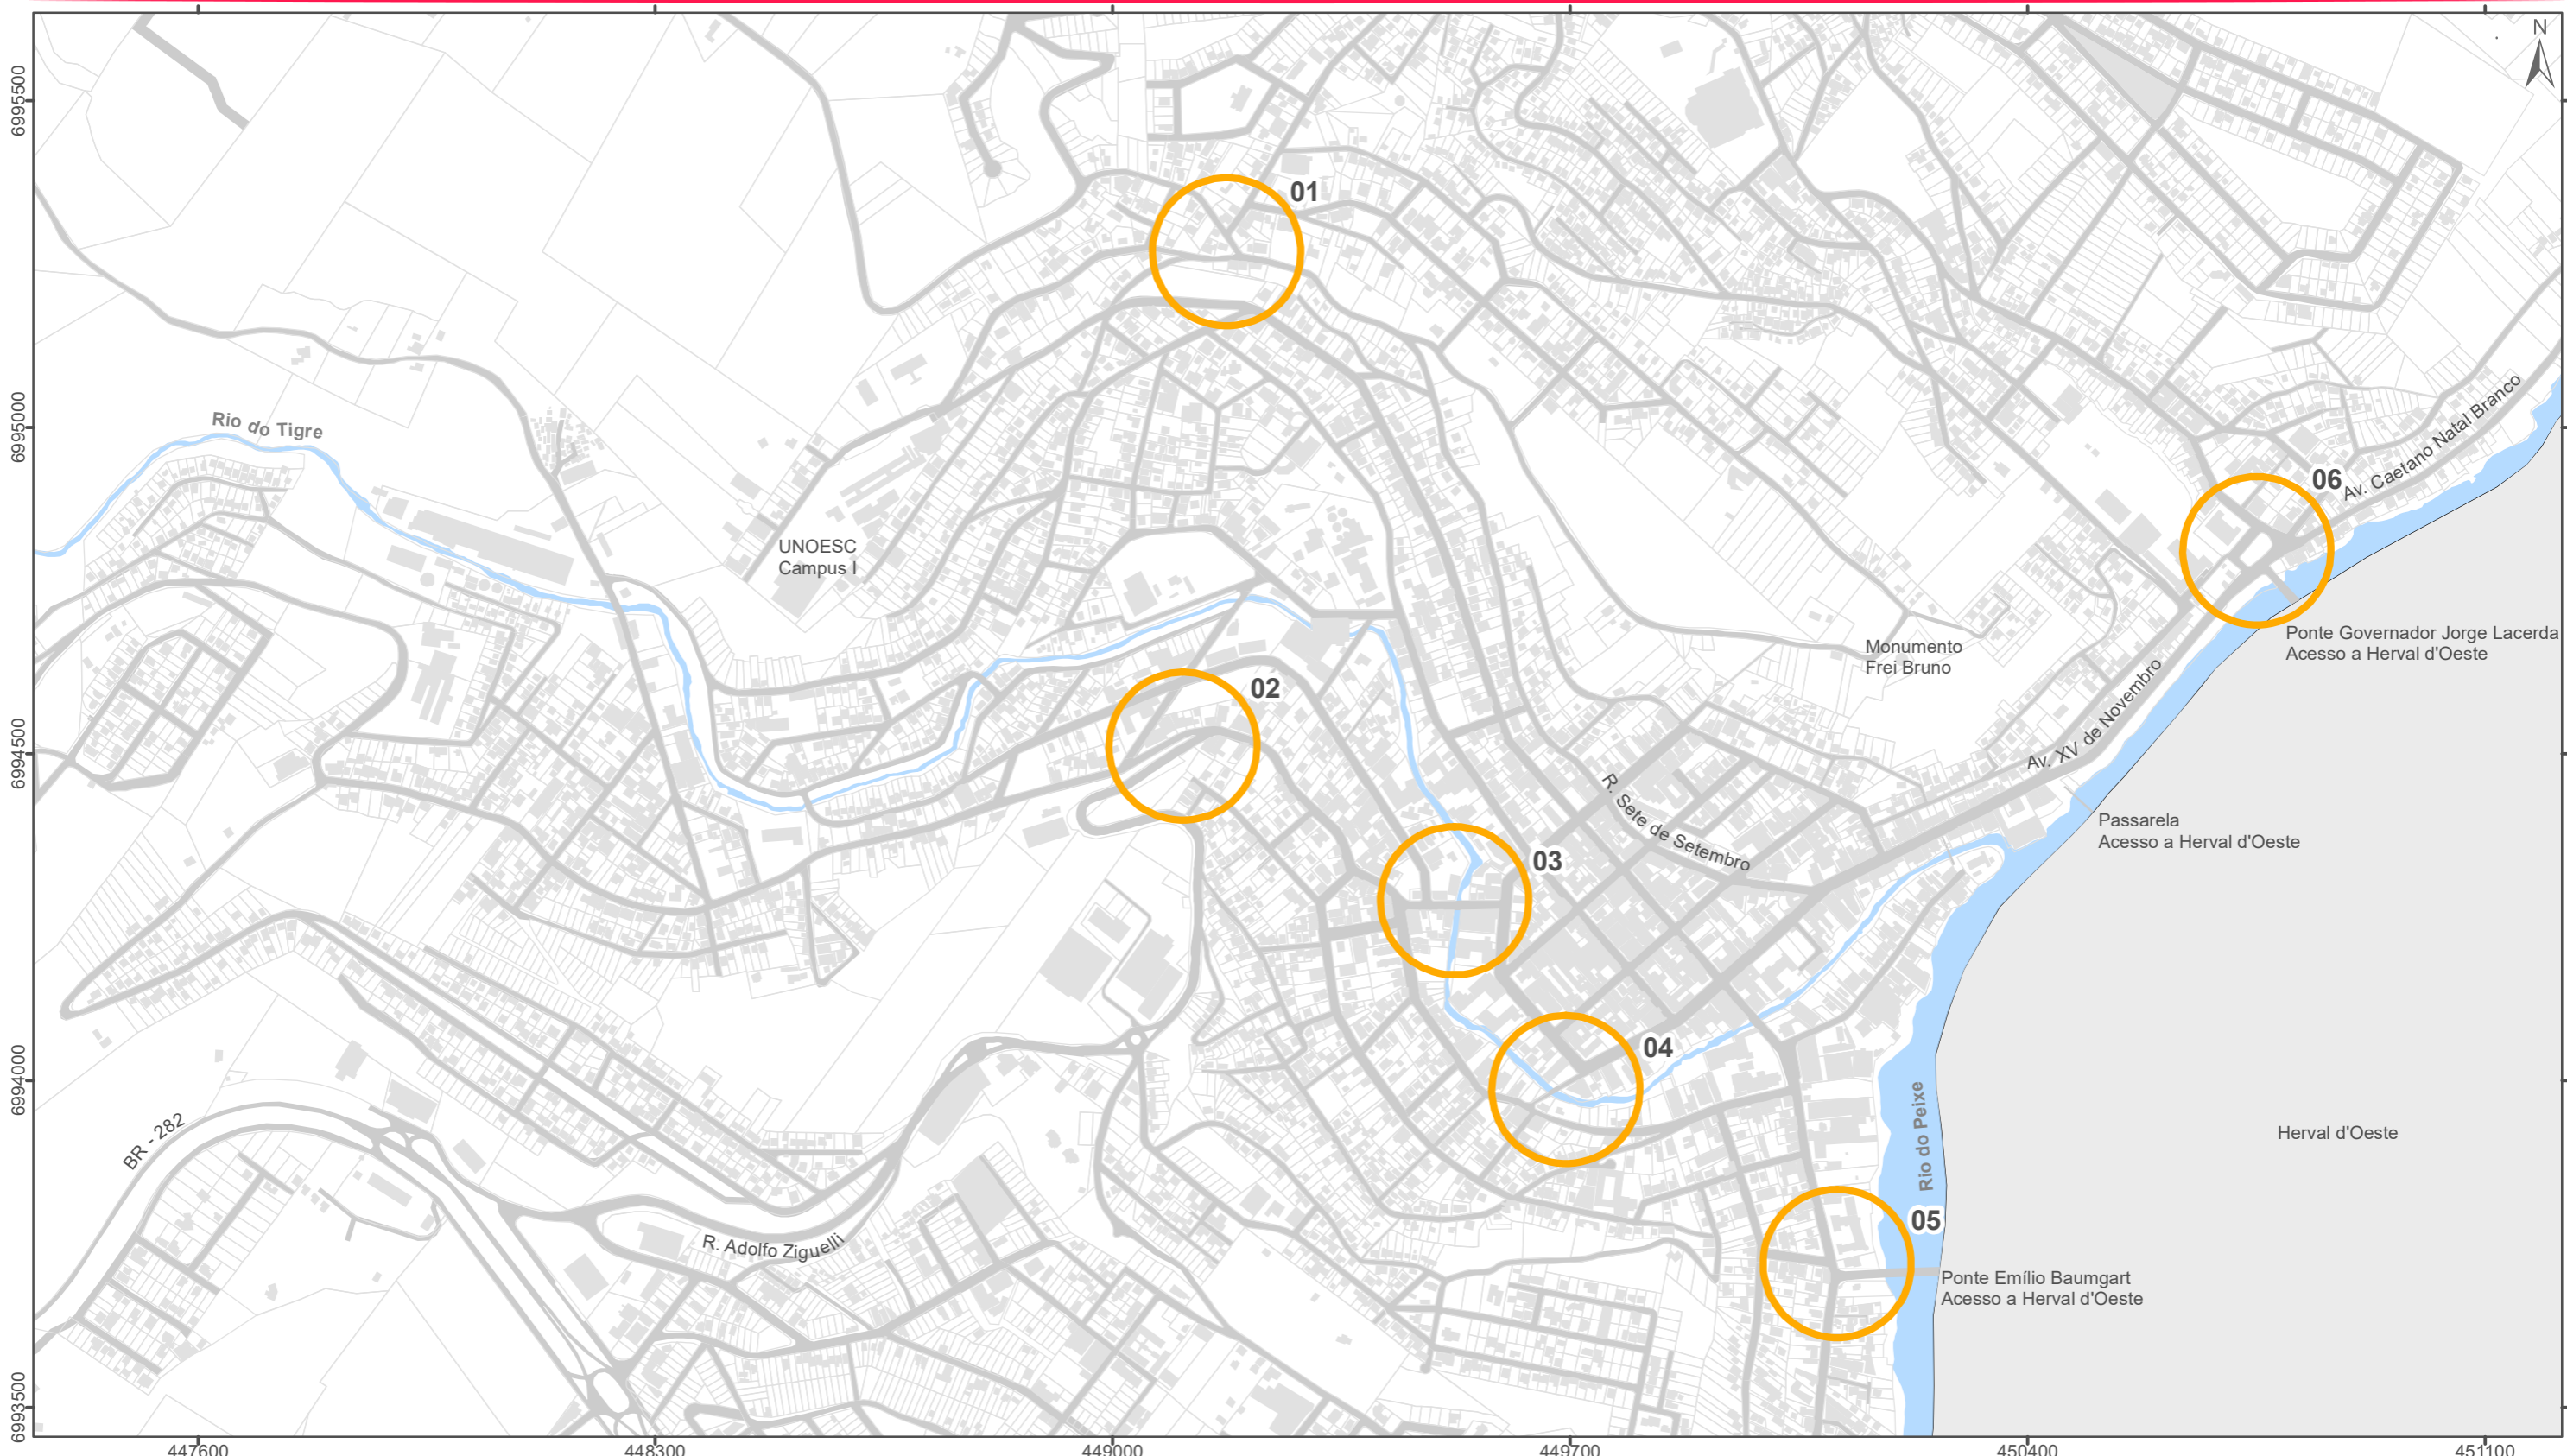 N
6995500
6995000
6994500
6994000
6993500
01
Rio do Tigre
Av. Caetano Natal Branco
06
UNOESC
Campus I
Ponte Governador Jorge Lacerda
Acesso a Herval d'Oeste
Monumento
Frei Bruno
02
Av. XV de Novembro
R. Sete de Setembro
Passarela
Acesso a Herval d'Oeste
03
04
BR - 282
Rio do Peixe
Herval d'Oeste
05
R. Adolfo Ziguelli
Ponte Emílio Baumgart
Acesso a Herval d'Oeste
447600
4483000
4489000
449700
450400
451100